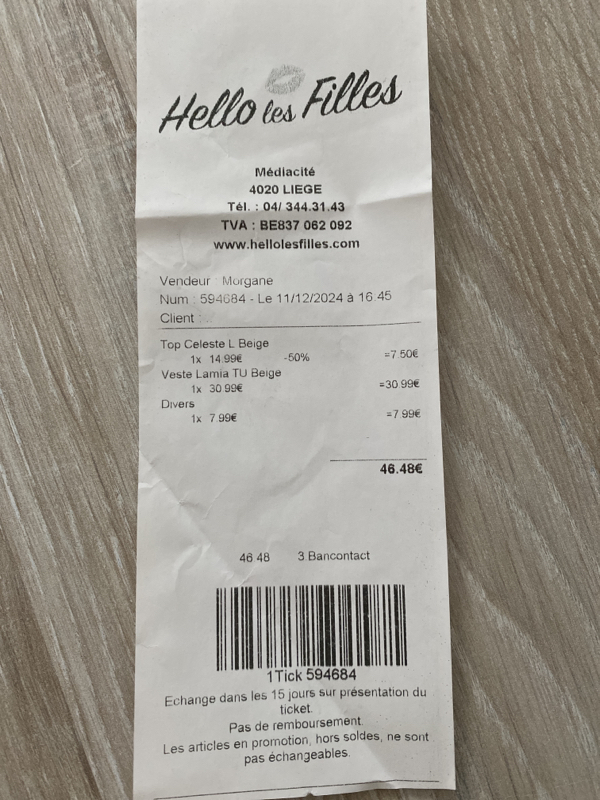 Hello les Filles
Médiacité
4020 LIEGE
Tél. : 04/ 344.31.43
TVA : BE837 062 092
www.hellolesfilles.com
Vendeur : Morgane
Num : 594684 - Le 11/12/2024 à 16:45
Client : ..
Top Celeste L Beige
1x 14.99€ -50% =7.50€
Veste Lamia TU Beige
1x 30.99€ =30.99€
Divers
1x 7.99€ =7.99€
46.48€
46.48 3.Bancontact
1Tick 594684
Echange dans les 15 jours sur présentation du
ticket.
Pas de remboursement.
Les articles en promotion, hors soldes, ne sont
pas échangeables.